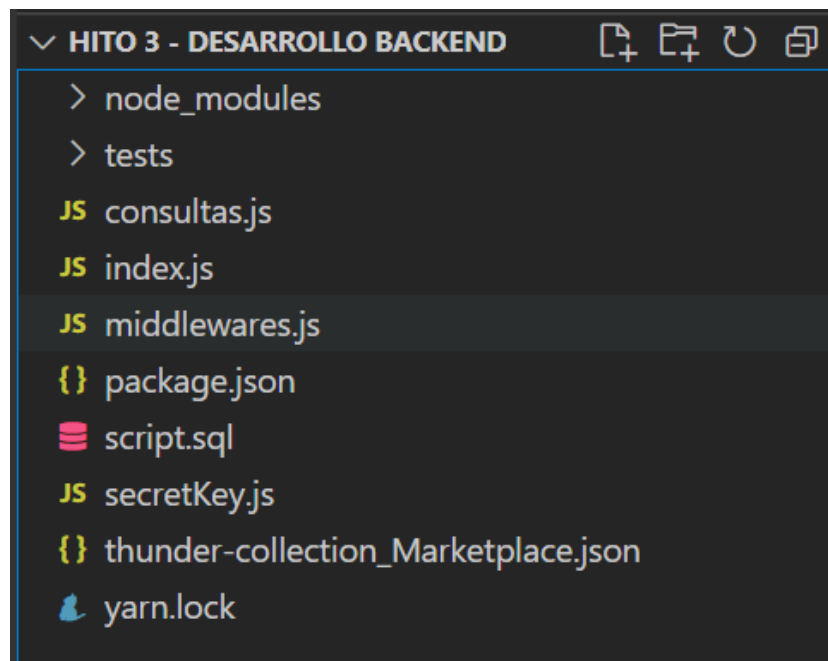 HITO 3 - DESARROLLO BACKEND
node_modules
tests
JS consultas.js
JS index.js
JS middlewares.js
{} package.json
script.sql
JS secretKey.js
{} thunder-collection_Marketplace.json
yarn.lock